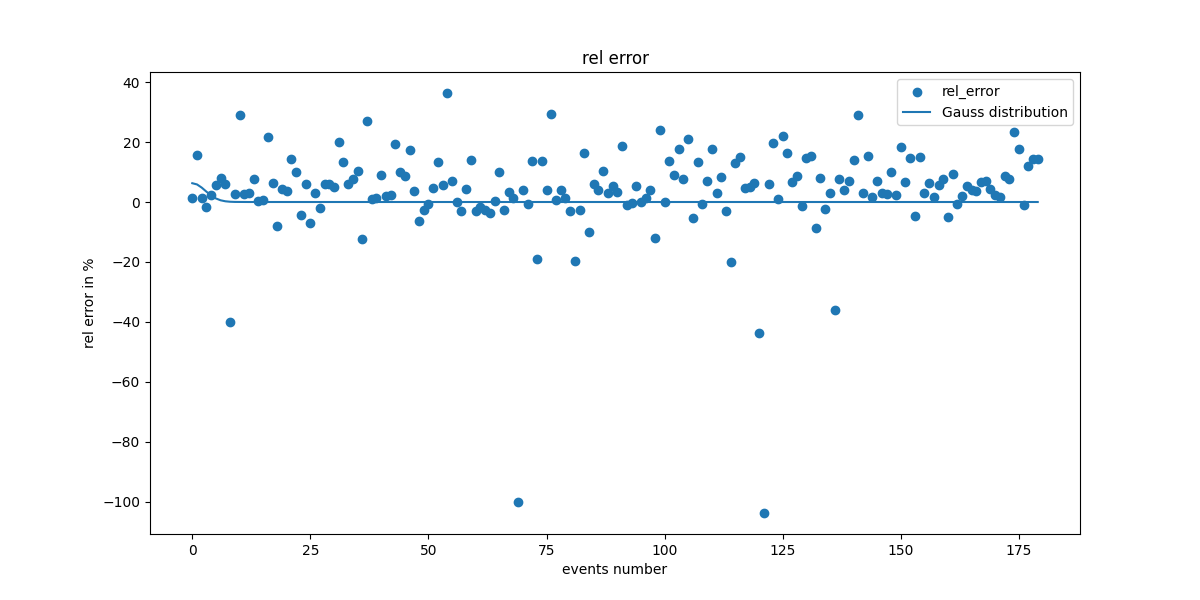 rel error
rel_error
Gauss distribution
rel error in %
40
20
0
−20
−40
−60
−80
−100
0 25 50 75 100 125 150 175
events number